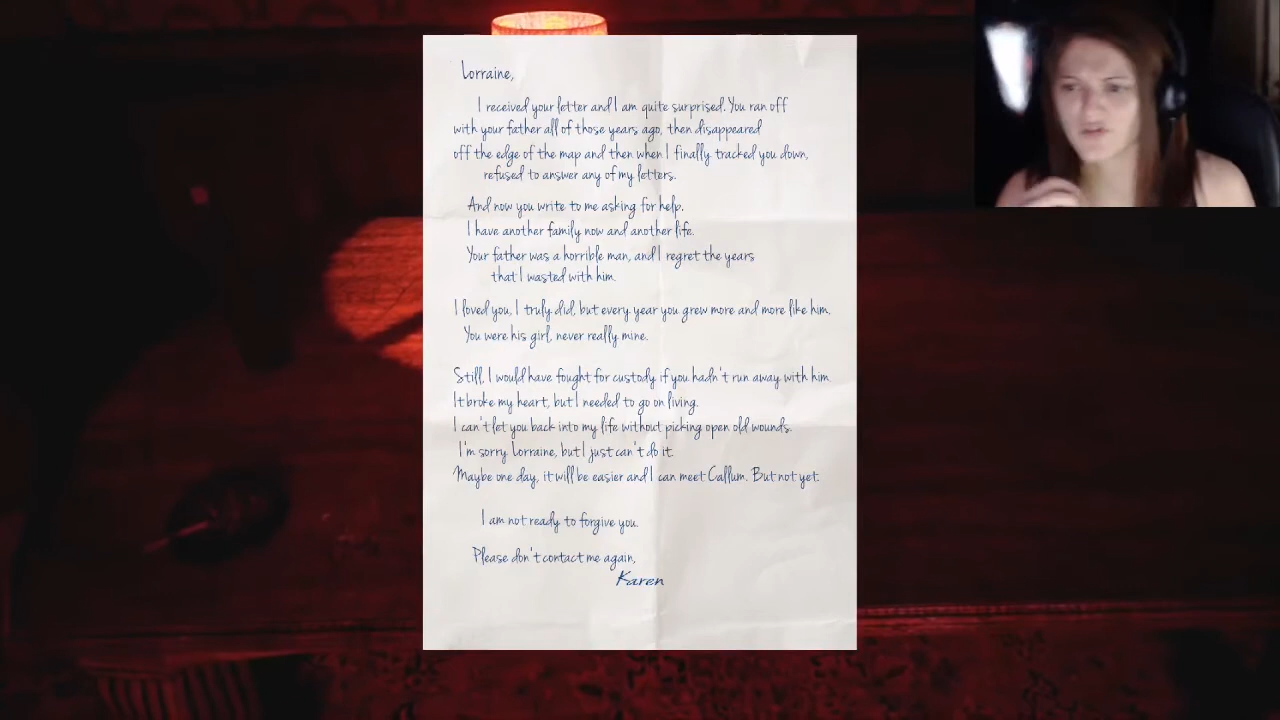 Lorraine,
I received your letter and I am quite surprised. You ran off
with your father all of those years ago, then disappeared
off the edge of the map and then when I finally tracked you down,
refused to answer any of my letters.
And now you write to me asking for help.
I have another family now and another life.
Your father was a horrible man, and I regret the years
that I wasted with him.
I loved you, I truly did, but every year you grew more and more like him.
You were his girl, never really mine.
Still, I would have fought for custody if you hadn't run away with him.
It broke my heart, but I needed to go on living.
I can't let you back into my life without picking open old wounds.
I'm sorry Lorraine, but I just can't do it.
Maybe one day, it will be easier and I can meet Callum. But not yet.
I am not ready to forgive you.
Please don't contact me again,
Karen